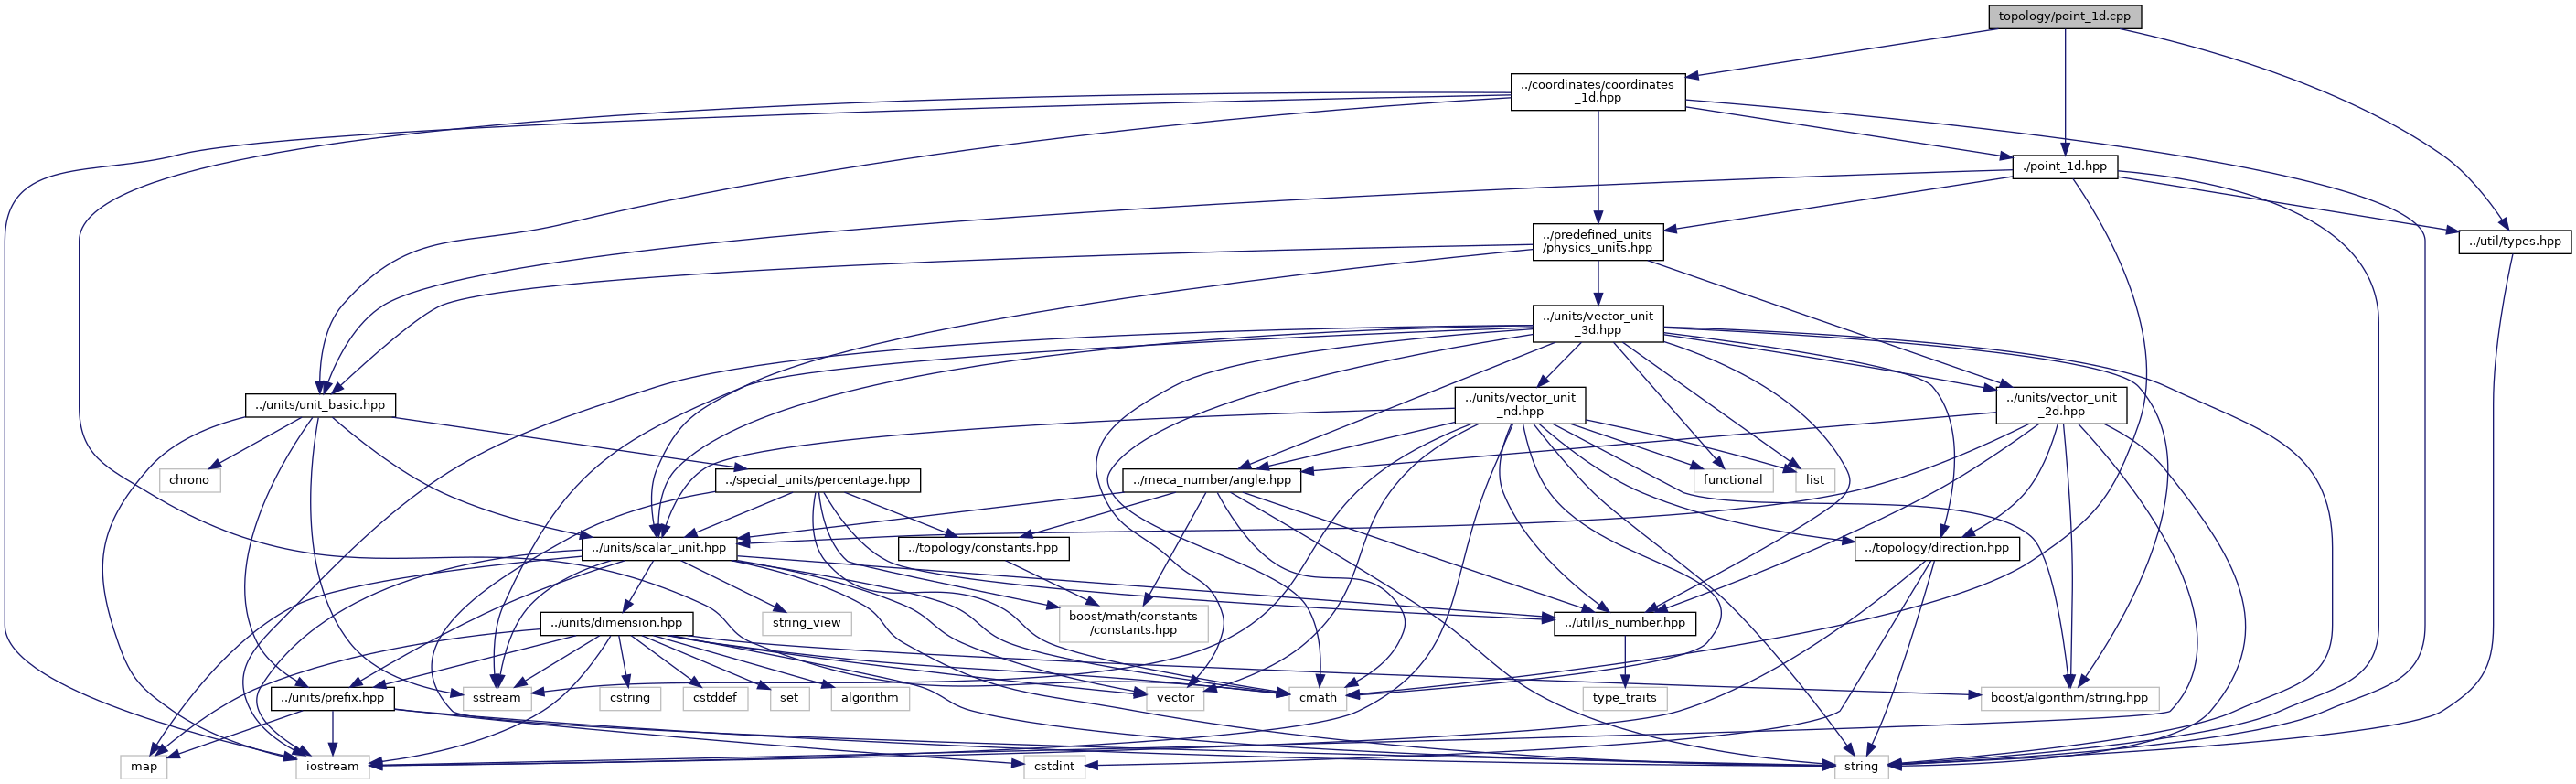 topology/point_1d.cpp
../coordinates/coordinates
_1d.hpp
./point_1d.hpp
../predefined_units
/physics_units.hpp
../util/types.hpp
../units/vector_unit
_3d.hpp
../units/unit_basic.hpp
../units/vector_unit
_nd.hpp
../units/vector_unit
_2d.hpp
chrono
../special_units/percentage.hpp
../meca_number/angle.hpp
functional
list
../units/scalar_unit.hpp
../topology/constants.hpp
../topology/direction.hpp
../units/dimension.hpp
string_view
boost/math/constants
/constants.hpp
../util/is_number.hpp
../units/prefix.hpp
sstream
cstring
cstddef
set
algorithm
vector
cmath
type_traits
boost/algorithm/string.hpp
map
iostream
cstdint
string